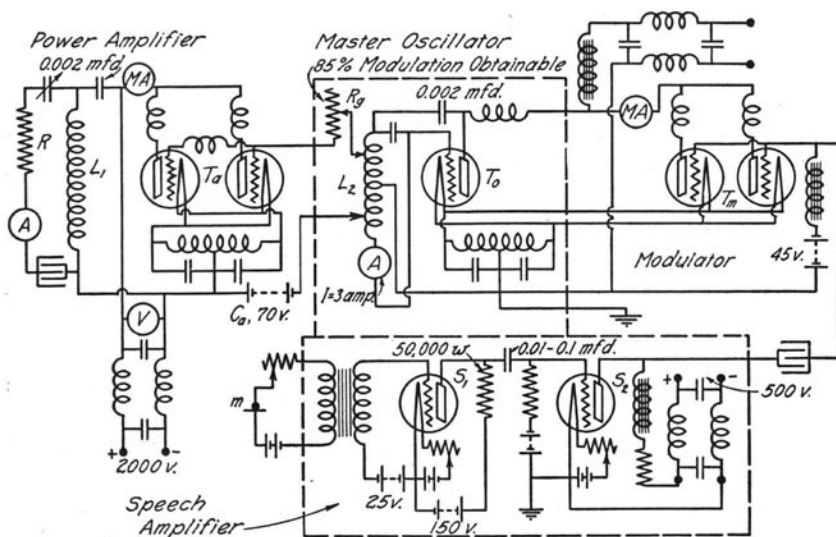 Power Amplifier
0.002 mfd.
MA
R
L1
A
Ta
V
Ca, 70 v.
+ 2000 v. -
Master Oscillator
85% Modulation Obtainable
Rg
0.002 mfd.
L2
To
A
I=3amp.
MA
Tm
45 v.
Modulator
50,000 w
0.01-0.1 mfd.
S1
S2
+ -
500 v.
m
25 v.
150 v.
Speech
Amplifier